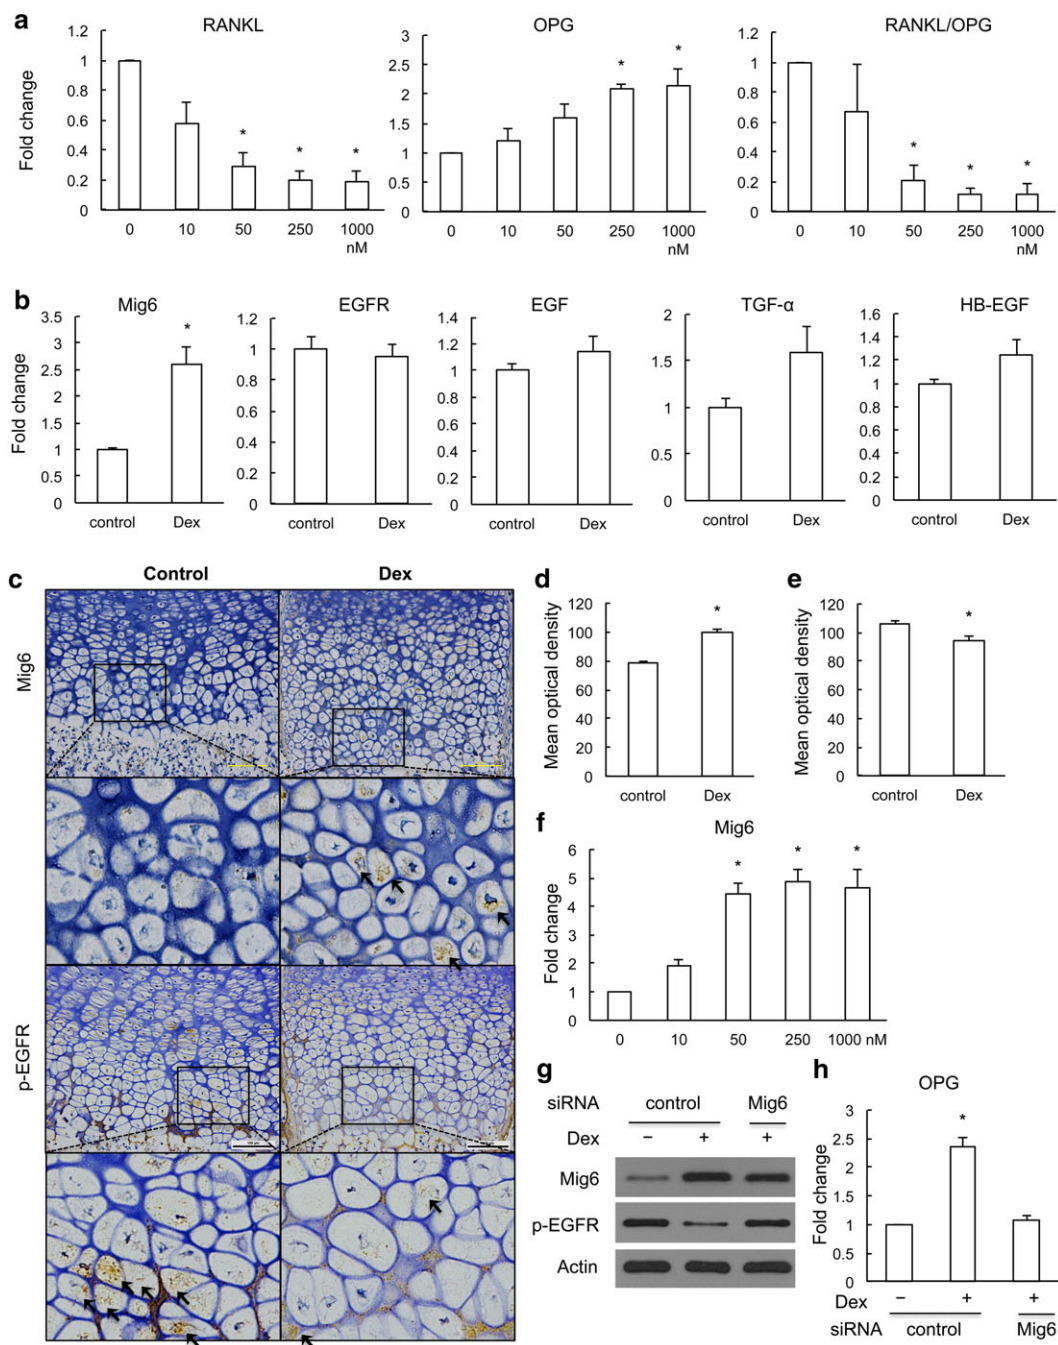 a
RANKL
OPG
RANKL/OPG
Fold change
1.2
1
0.8
0.6
0.4
0.2
0
* * *
0 10 50 250 1000
nM
3
2.5
2
1.5
1
0.5
0
* *
0 10 50 250 1000
nM
1.2
1
0.8
0.6
0.4
0.2
0
* * *
0 10 50 250 1000
nM
b
Mig6
EGFR
EGF
TGF-α
HB-EGF
Fold change
3.5
3
2.5
2
1.5
1
0.5
0
*
control Dex
1.2
1
0.8
0.6
0.4
0.2
0
control Dex
1.4
1.2
1
0.8
0.6
0.4
0.2
0
control Dex
2
1.5
1
0.5
0
control Dex
1.6
1.4
1.2
1
0.8
0.6
0.4
0.2
0
control Dex
c
Control Dex
Mig6
p-EGFR
d
Mean optical density
120
100
80
60
40
20
0
*
control Dex
e
Mean optical density
120
100
80
60
40
20
0
*
control Dex
f
Mig6
Fold change
6
5
4
3
2
1
0
* * *
0 10 50 250 1000 nM
g
siRNA control Mig6
Dex − + +
Mig6
p-EGFR
Actin
h
OPG
Fold change
3
2.5
2
1.5
1
0.5
0
*
Dex − + +
siRNA control Mig6